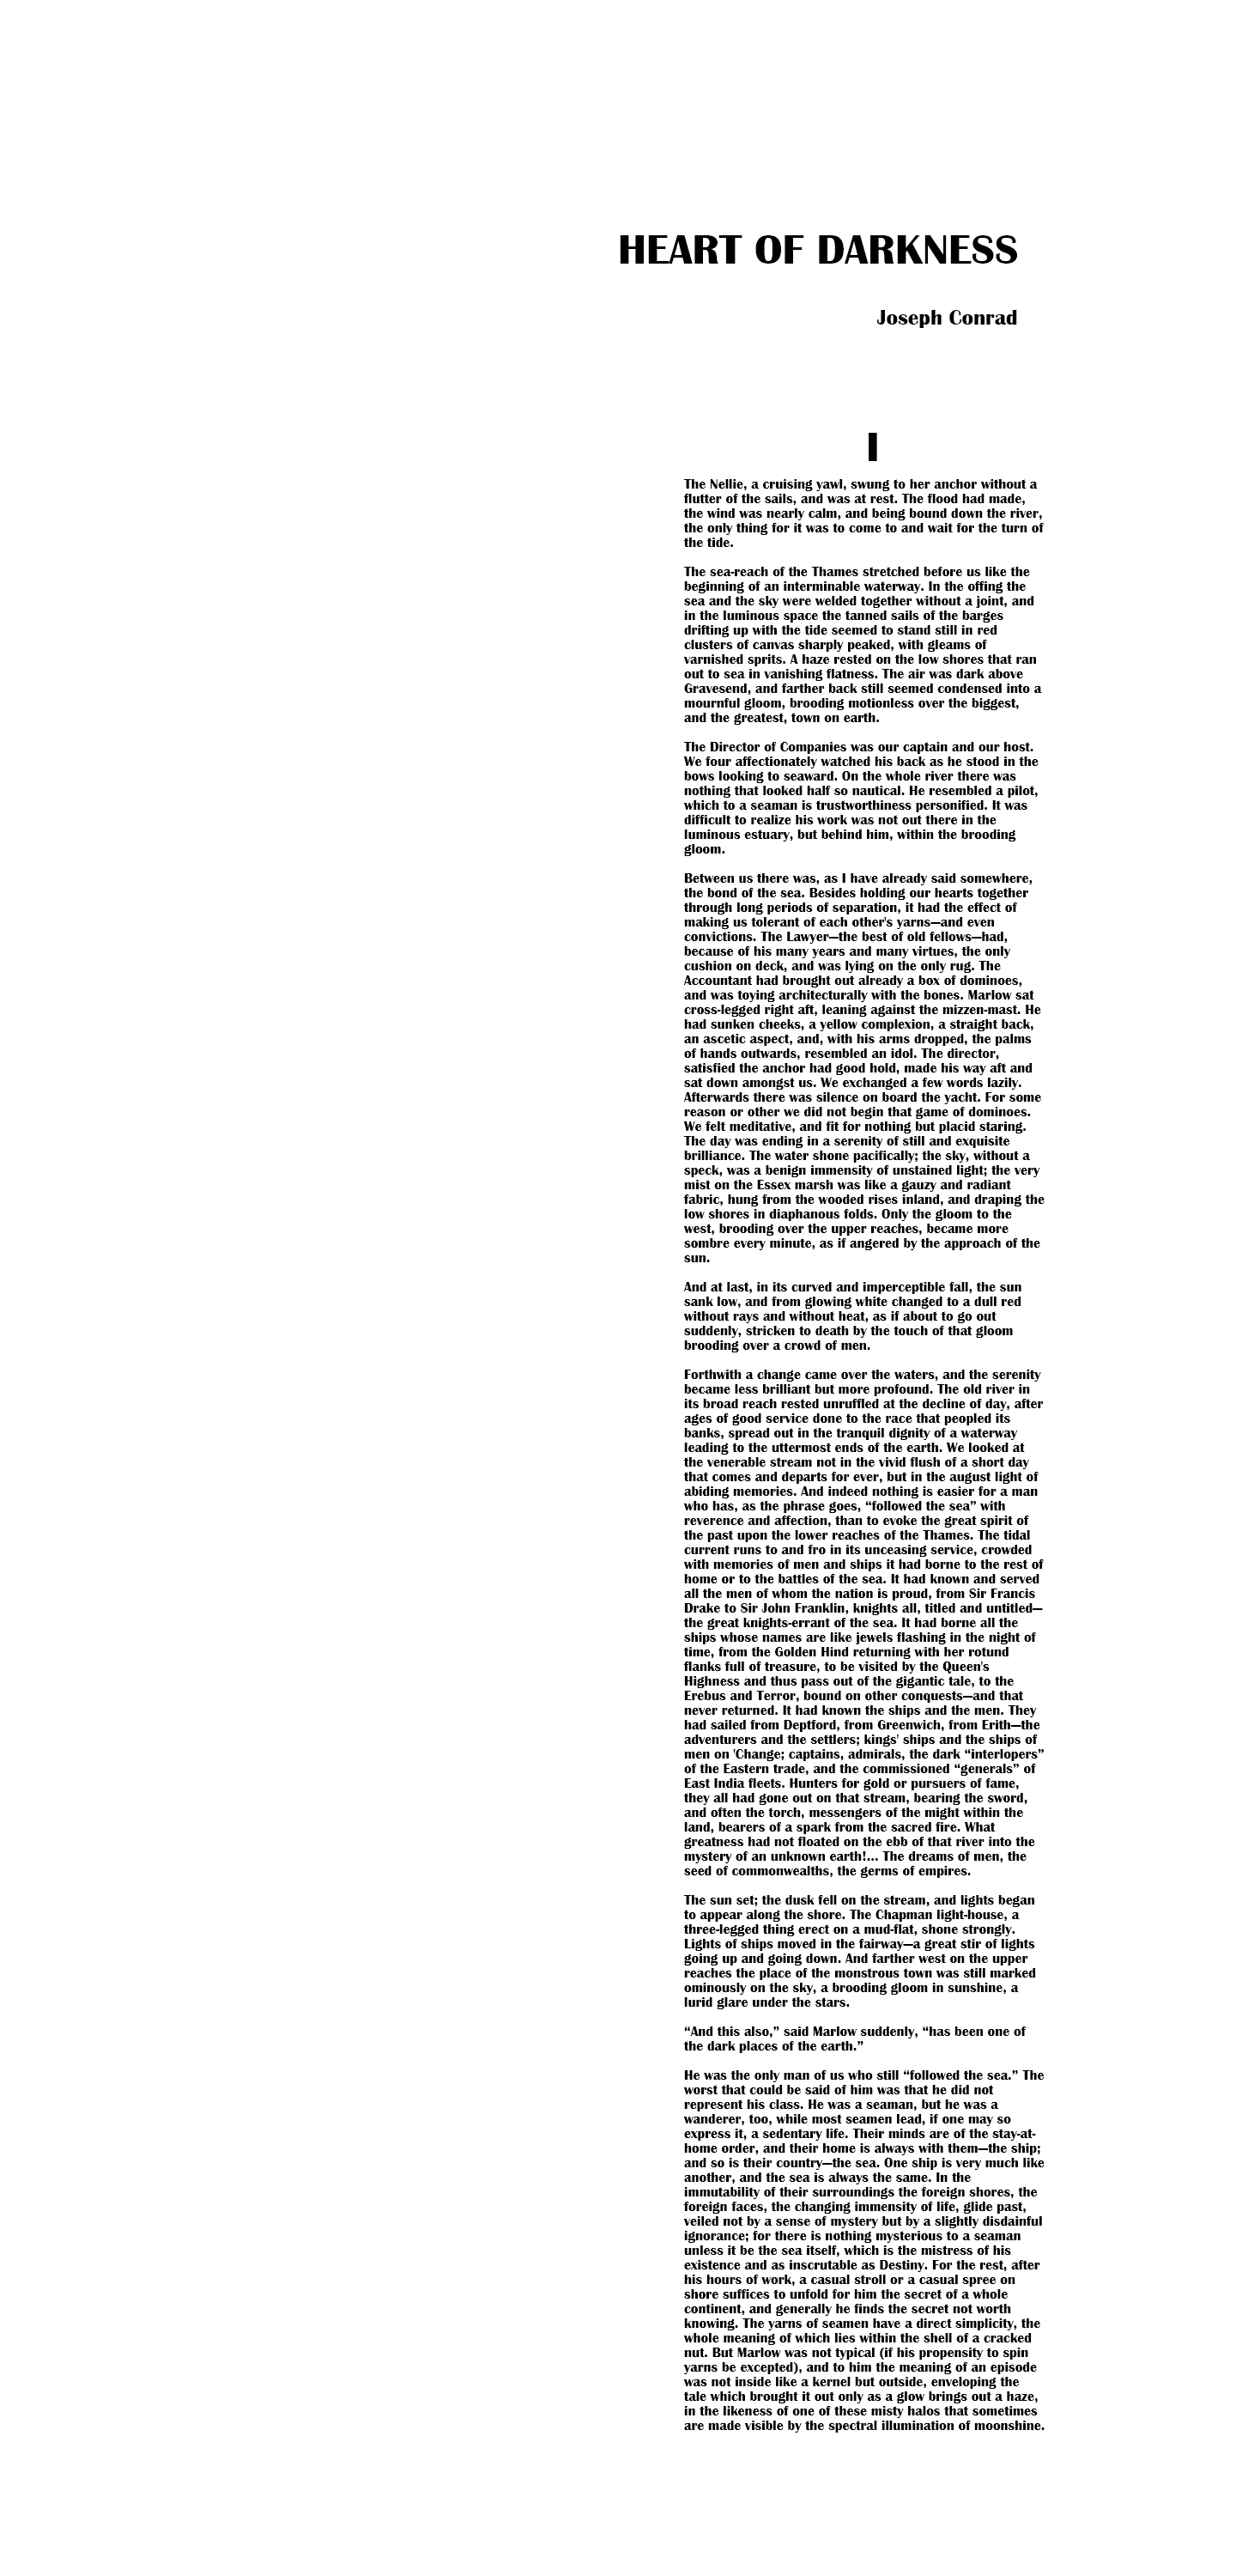 HEART OF DARKNESS
Joseph Conrad
I
The Nellie, a cruising yawl, swung to her anchor without a
flutter of the sails, and was at rest. The flood had made,
the wind was nearly calm, and being bound down the river,
the only thing for it was to come to and wait for the turn of
the tide.
The sea-reach of the Thames stretched before us like the
beginning of an interminable waterway. In the offing the
sea and the sky were welded together without a joint, and
in the luminous space the tanned sails of the barges
drifting up with the tide seemed to stand still in red
clusters of canvas sharply peaked, with gleams of
varnished sprits. A haze rested on the low shores that ran
out to sea in vanishing flatness. The air was dark above
Gravesend, and farther back still seemed condensed into a
mournful gloom, brooding motionless over the biggest,
and the greatest, town on earth.
The Director of Companies was our captain and our host.
We four affectionately watched his back as he stood in the
bows looking to seaward. On the whole river there was
nothing that looked half so nautical. He resembled a pilot,
which to a seaman is trustworthiness personified. It was
difficult to realize his work was not out there in the
luminous estuary, but behind him, within the brooding
gloom.
Between us there was, as I have already said somewhere,
the bond of the sea. Besides holding our hearts together
through long periods of separation, it had the effect of
making us tolerant of each other's yarns—and even
convictions. The Lawyer—the best of old fellows—had,
because of his many years and many virtues, the only
cushion on deck, and was lying on the only rug. The
Accountant had brought out already a box of dominoes,
and was toying architecturally with the bones. Marlow sat
cross-legged right aft, leaning against the mizzen-mast. He
had sunken cheeks, a yellow complexion, a straight back,
an ascetic aspect, and, with his arms dropped, the palms
of hands outwards, resembled an idol. The director,
satisfied the anchor had good hold, made his way aft and
sat down amongst us. We exchanged a few words lazily.
Afterwards there was silence on board the yacht. For some
reason or other we did not begin that game of dominoes.
We felt meditative, and fit for nothing but placid staring.
The day was ending in a serenity of still and exquisite
brilliance. The water shone pacifically; the sky, without a
speck, was a benign immensity of unstained light; the very
mist on the Essex marsh was like a gauzy and radiant
fabric, hung from the wooded rises inland, and draping the
low shores in diaphanous folds. Only the gloom to the
west, brooding over the upper reaches, became more
sombre every minute, as if angered by the approach of the
sun.
And at last, in its curved and imperceptible fall, the sun
sank low, and from glowing white changed to a dull red
without rays and without heat, as if about to go out
suddenly, stricken to death by the touch of that gloom
brooding over a crowd of men.
Forthwith a change came over the waters, and the serenity
became less brilliant but more profound. The old river in
its broad reach rested unruffled at the decline of day, after
ages of good service done to the race that peopled its
banks, spread out in the tranquil dignity of a waterway
leading to the uttermost ends of the earth. We looked at
the venerable stream not in the vivid flush of a short day
that comes and departs for ever, but in the august light of
abiding memories. And indeed nothing is easier for a man
who has, as the phrase goes, “followed the sea” with
reverence and affection, than to evoke the great spirit of
the past upon the lower reaches of the Thames. The tidal
current runs to and fro in its unceasing service, crowded
with memories of men and ships it had borne to the rest of
home or to the battles of the sea. It had known and served
all the men of whom the nation is proud, from Sir Francis
Drake to Sir John Franklin, knights all, titled and untitled—
the great knights-errant of the sea. It had borne all the
ships whose names are like jewels flashing in the night of
time, from the Golden Hind returning with her rotund
flanks full of treasure, to be visited by the Queen's
Highness and thus pass out of the gigantic tale, to the
Erebus and Terror, bound on other conquests—and that
never returned. It had known the ships and the men. They
had sailed from Deptford, from Greenwich, from Erith—the
adventurers and the settlers; kings' ships and the ships of
men on 'Change; captains, admirals, the dark “interlopers”
of the Eastern trade, and the commissioned “generals” of
East India fleets. Hunters for gold or pursuers of fame,
they all had gone out on that stream, bearing the sword,
and often the torch, messengers of the might within the
land, bearers of a spark from the sacred fire. What
greatness had not floated on the ebb of that river into the
mystery of an unknown earth!... The dreams of men, the
seed of commonwealths, the germs of empires.
The sun set; the dusk fell on the stream, and lights began
to appear along the shore. The Chapman light-house, a
three-legged thing erect on a mud-flat, shone strongly.
Lights of ships moved in the fairway—a great stir of lights
going up and going down. And farther west on the upper
reaches the place of the monstrous town was still marked
ominously on the sky, a brooding gloom in sunshine, a
lurid glare under the stars.
“And this also,” said Marlow suddenly, “has been one of
the dark places of the earth.”
He was the only man of us who still “followed the sea.” The
worst that could be said of him was that he did not
represent his class. He was a seaman, but he was a
wanderer, too, while most seamen lead, if one may so
express it, a sedentary life. Their minds are of the stay-at-
home order, and their home is always with them—the ship;
and so is their country—the sea. One ship is very much like
another, and the sea is always the same. In the
immutability of their surroundings the foreign shores, the
foreign faces, the changing immensity of life, glide past,
veiled not by a sense of mystery but by a slightly disdainful
ignorance; for there is nothing mysterious to a seaman
unless it be the sea itself, which is the mistress of his
existence and as inscrutable as Destiny. For the rest, after
his hours of work, a casual stroll or a casual spree on
shore suffices to unfold for him the secret of a whole
continent, and generally he finds the secret not worth
knowing. The yarns of seamen have a direct simplicity, the
whole meaning of which lies within the shell of a cracked
nut. But Marlow was not typical (if his propensity to spin
yarns be excepted), and to him the meaning of an episode
was not inside like a kernel but outside, enveloping the
tale which brought it out only as a glow brings out a haze,
in the likeness of one of these misty halos that sometimes
are made visible by the spectral illumination of moonshine.